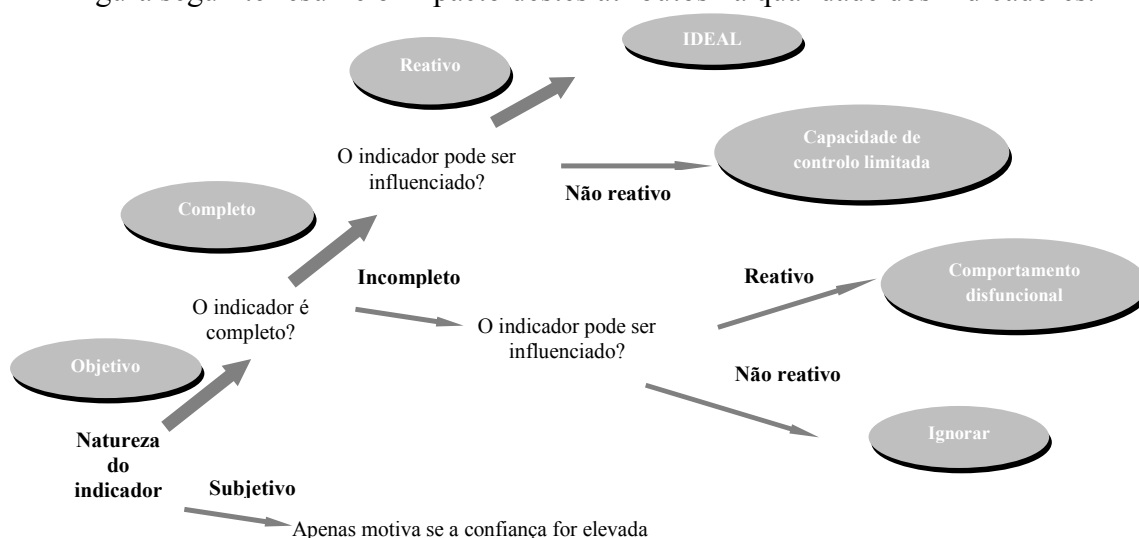 IDEAL
Reativo
Capacidade de
controlo limitada
O indicador pode ser
influenciado?
Não reativo
Completo
Incompleto
Reativo
Comportamento
disfuncional
O indicador é
completo?
O indicador pode ser
influenciado?
Objetivo
Não reativo
Natureza
do
indicador
Ignorar
Subjetivo
Apenas motiva se a confiança for elevada